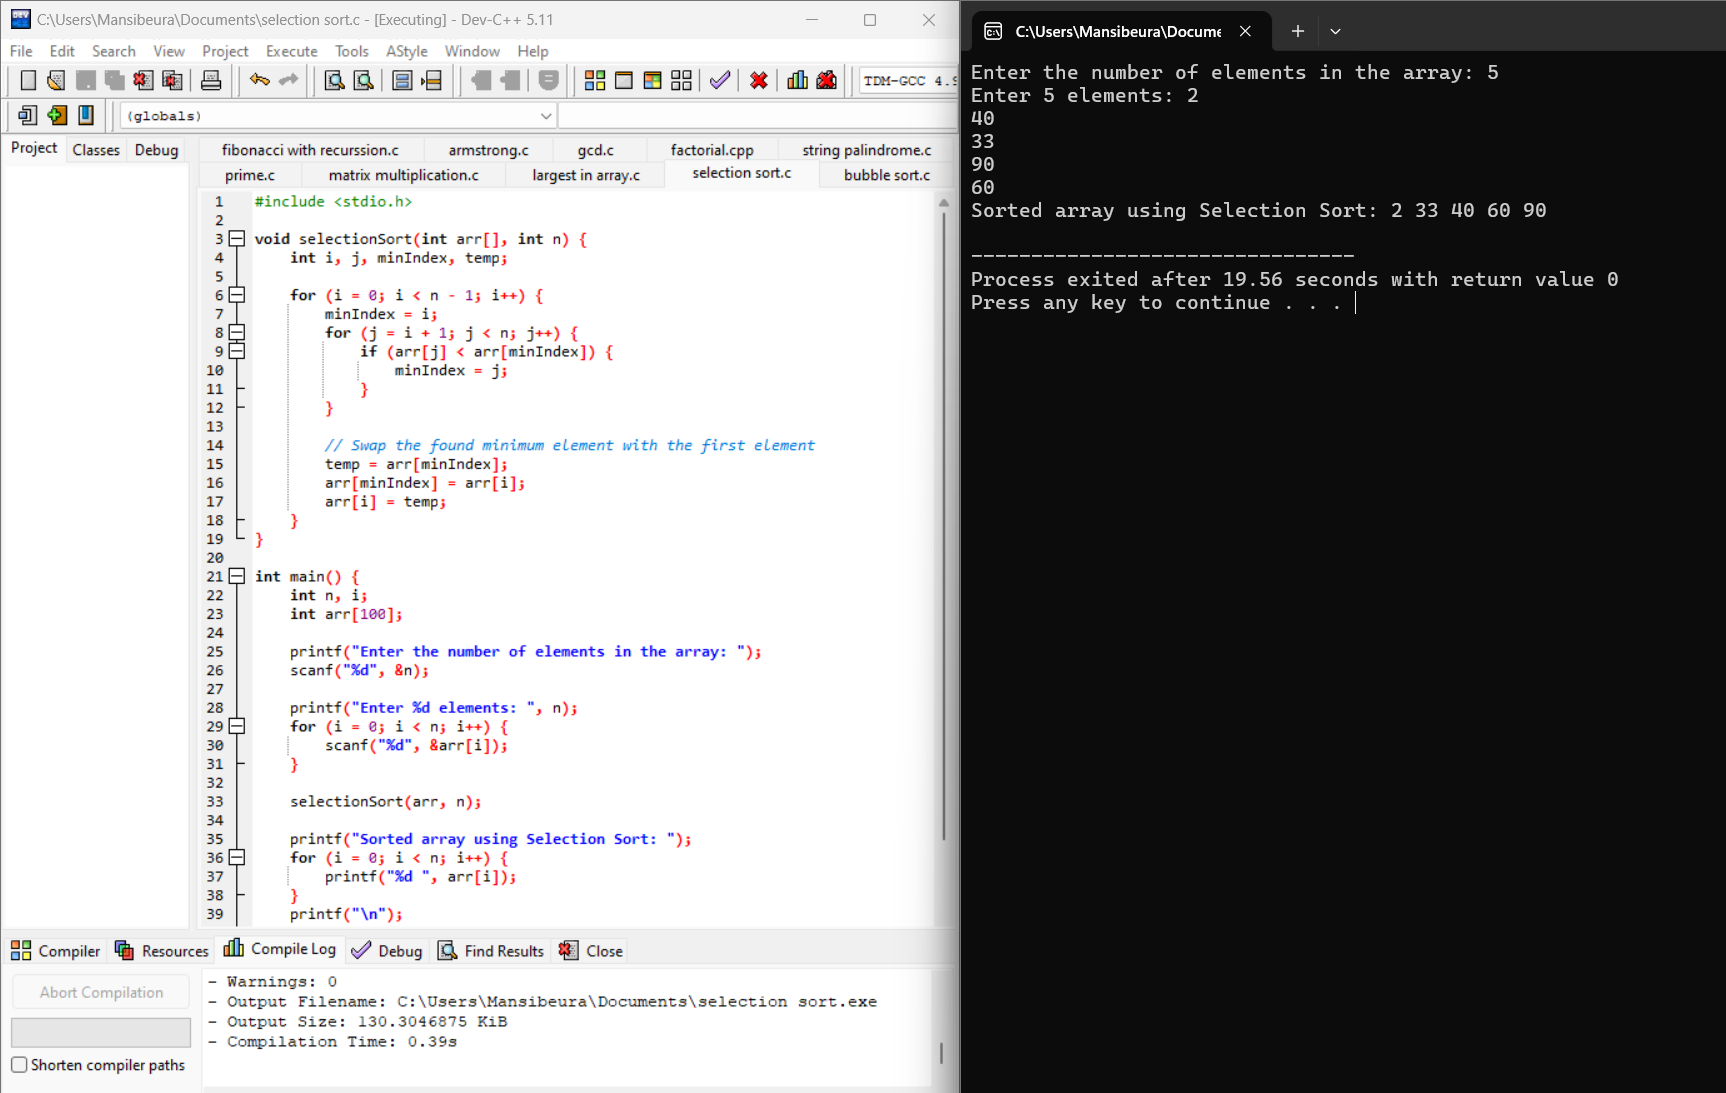 C:\Users\Mansibeura\Documents\selection sort.c - [Executing] - Dev-C++ 5.11
File Edit Search View Project Execute Tools AStyle Window Help
TDM-GCC 4.9
(globals)
Project Classes Debug
fibonacci with recurssion.c armstrong.c gcd.c factorial.cpp string palindrome.c
prime.c matrix multiplication.c largest in array.c selection sort.c bubble sort.c
1 #include <stdio.h>
2
3 void selectionSort(int arr[], int n) {
4 int i, j, minIndex, temp;
5
6 for (i = 0; i < n - 1; i++) {
7 minIndex = i;
8 for (j = i + 1; j < n; j++) {
9 if (arr[j] < arr[minIndex]) {
10 minIndex = j;
11 }
12 }
13
14 // Swap the found minimum element with the first element
15 temp = arr[minIndex];
16 arr[minIndex] = arr[i];
17 arr[i] = temp;
18 }
19 }
20
21 int main() {
22 int n, i;
23 int arr[100];
24
25 printf("Enter the number of elements in the array: ");
26 scanf("%d", &n);
27
28 printf("Enter %d elements: ", n);
29 for (i = 0; i < n; i++) {
30 scanf("%d", &arr[i]);
31 }
32
33 selectionSort(arr, n);
34
35 printf("Sorted array using Selection Sort: ");
36 for (i = 0; i < n; i++) {
37 printf("%d ", arr[i]);
38 }
39 printf("\n");
Compiler Resources Compile Log Debug Find Results Close
Abort Compilation
Shorten compiler paths
- Warnings: 0
- Output Filename: C:\Users\Mansibeura\Documents\selection sort.exe
- Output Size: 130.3046875 KiB
- Compilation Time: 0.39s
C:\Users\Mansibeura\Docume
Enter the number of elements in the array: 5
Enter 5 elements: 2
40
33
90
60
Sorted array using Selection Sort: 2 33 40 60 90
--------------------------------
Process exited after 19.56 seconds with return value 0
Press any key to continue . . .